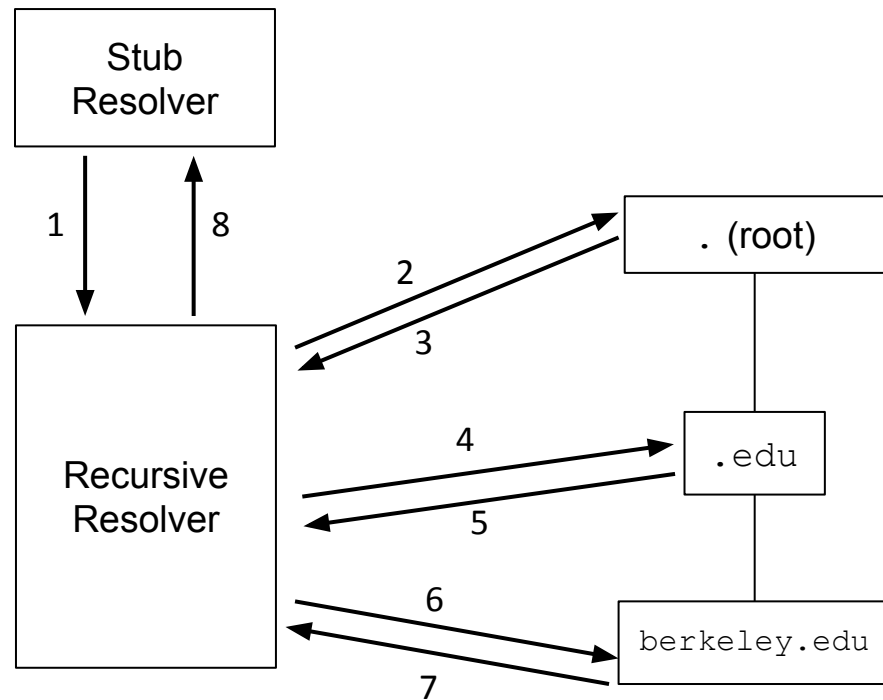 Stub
Resolver
1
8
. (root)
2
3
4
.edu
Recursive
Resolver
5
6
berkeley.edu
7